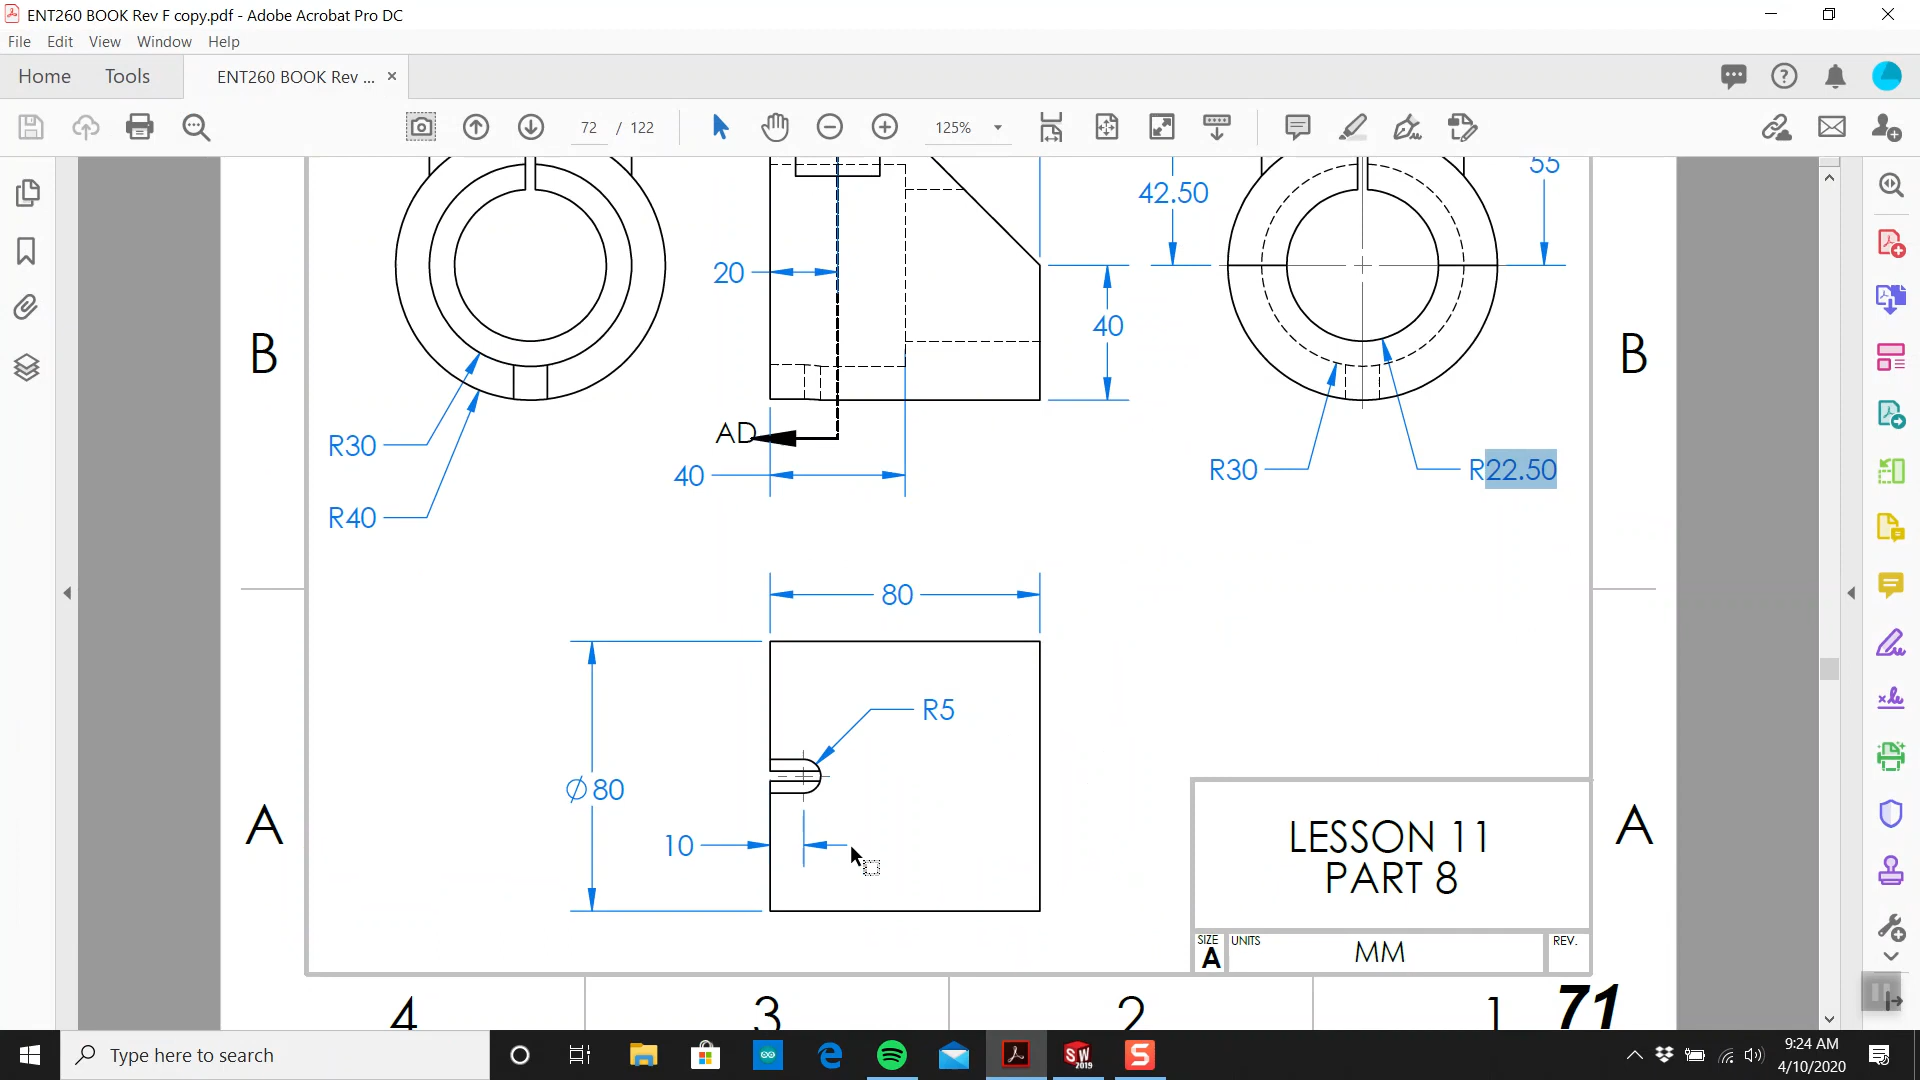 ENT260 BOOK Rev F copy.pdf - Adobe Acrobat Pro DC
File Edit View Window Help
Home Tools ENT260 BOOK Rev ... ×
72 / 122 125%
55
42.50
20
40
B B
AD
R30
40
R30 R22.50
R40
80
R5
⌀80
10
A A
LESSON 11
PART 8
SIZE UNITS REV.
A MM
4 3 2 1 71
Type here to search
SW
2019
S
9:24 AM
4/10/2020